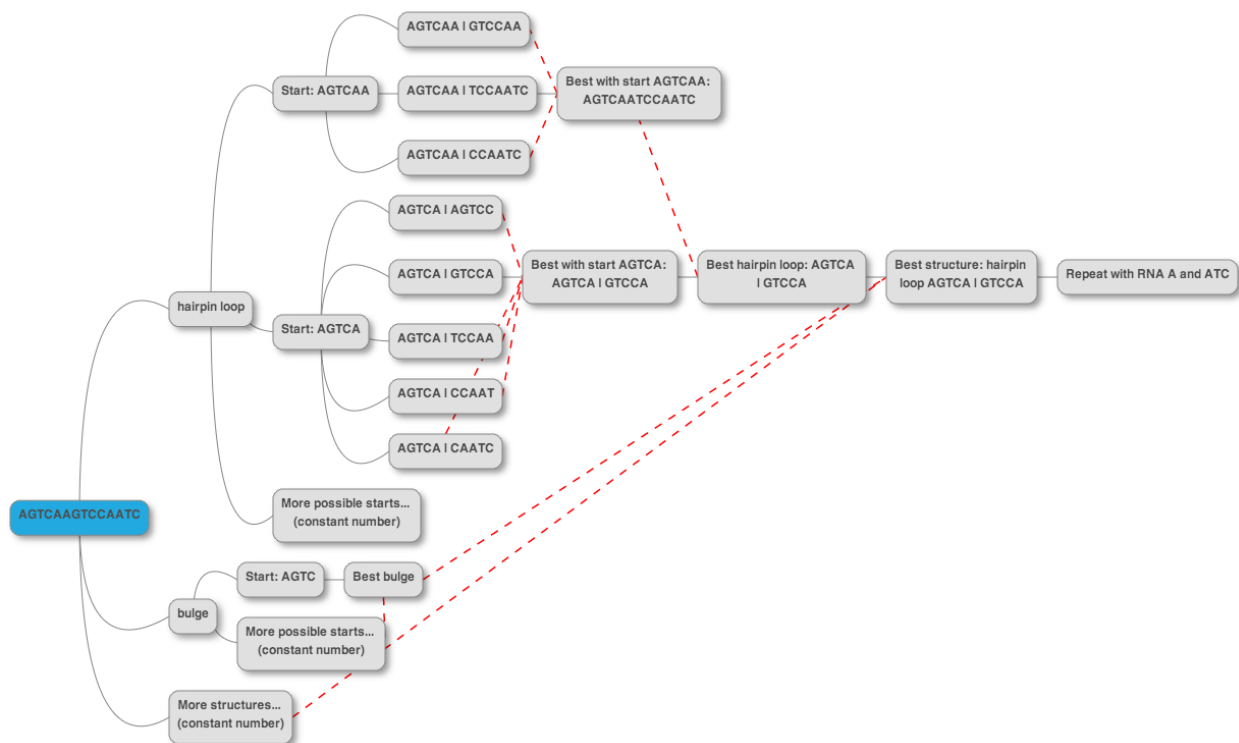 AGTCAA | GTCCAA
Start: AGTCAA
AGTCAA | TCCAATC
Best with start AGTCAA:
AGTCAATCCAATC
AGTCAA | CCAATC
AGTCA | AGTCC
AGTCA | GTCCA
Best with start AGTCA:
AGTCA | GTCCA
Best hairpin loop: AGTCA
| GTCCA
Best structure: hairpin
loop AGTCA | GTCCA
Repeat with RNA A and ATC
hairpin loop
Start: AGTCA
AGTCA | TCCAA
AGTCA | CCAAT
AGTCA | CAATC
More possible starts...
(constant number)
AGTCAAGTCCAATC
Start: AGTC
Best bulge
bulge
More possible starts...
(constant number)
More structures...
(constant number)